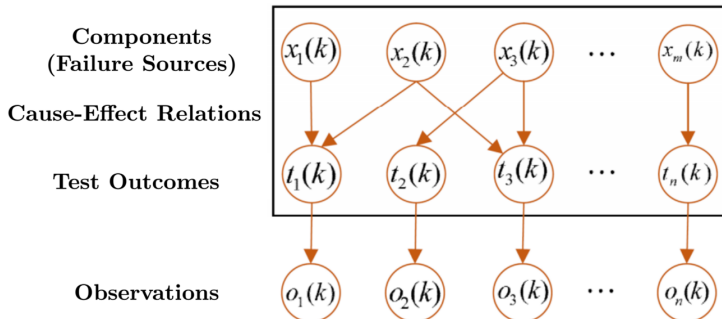 Components
(Failure Sources)
x₁(k) x₂(k) x₃(k) ... xₘ(k)
Cause-Effect Relations
Test Outcomes
t₁(k) t₂(k) t₃(k) ... tₙ(k)
Observations
o₁(k) o₂(k) o₃(k) ... oₙ(k)